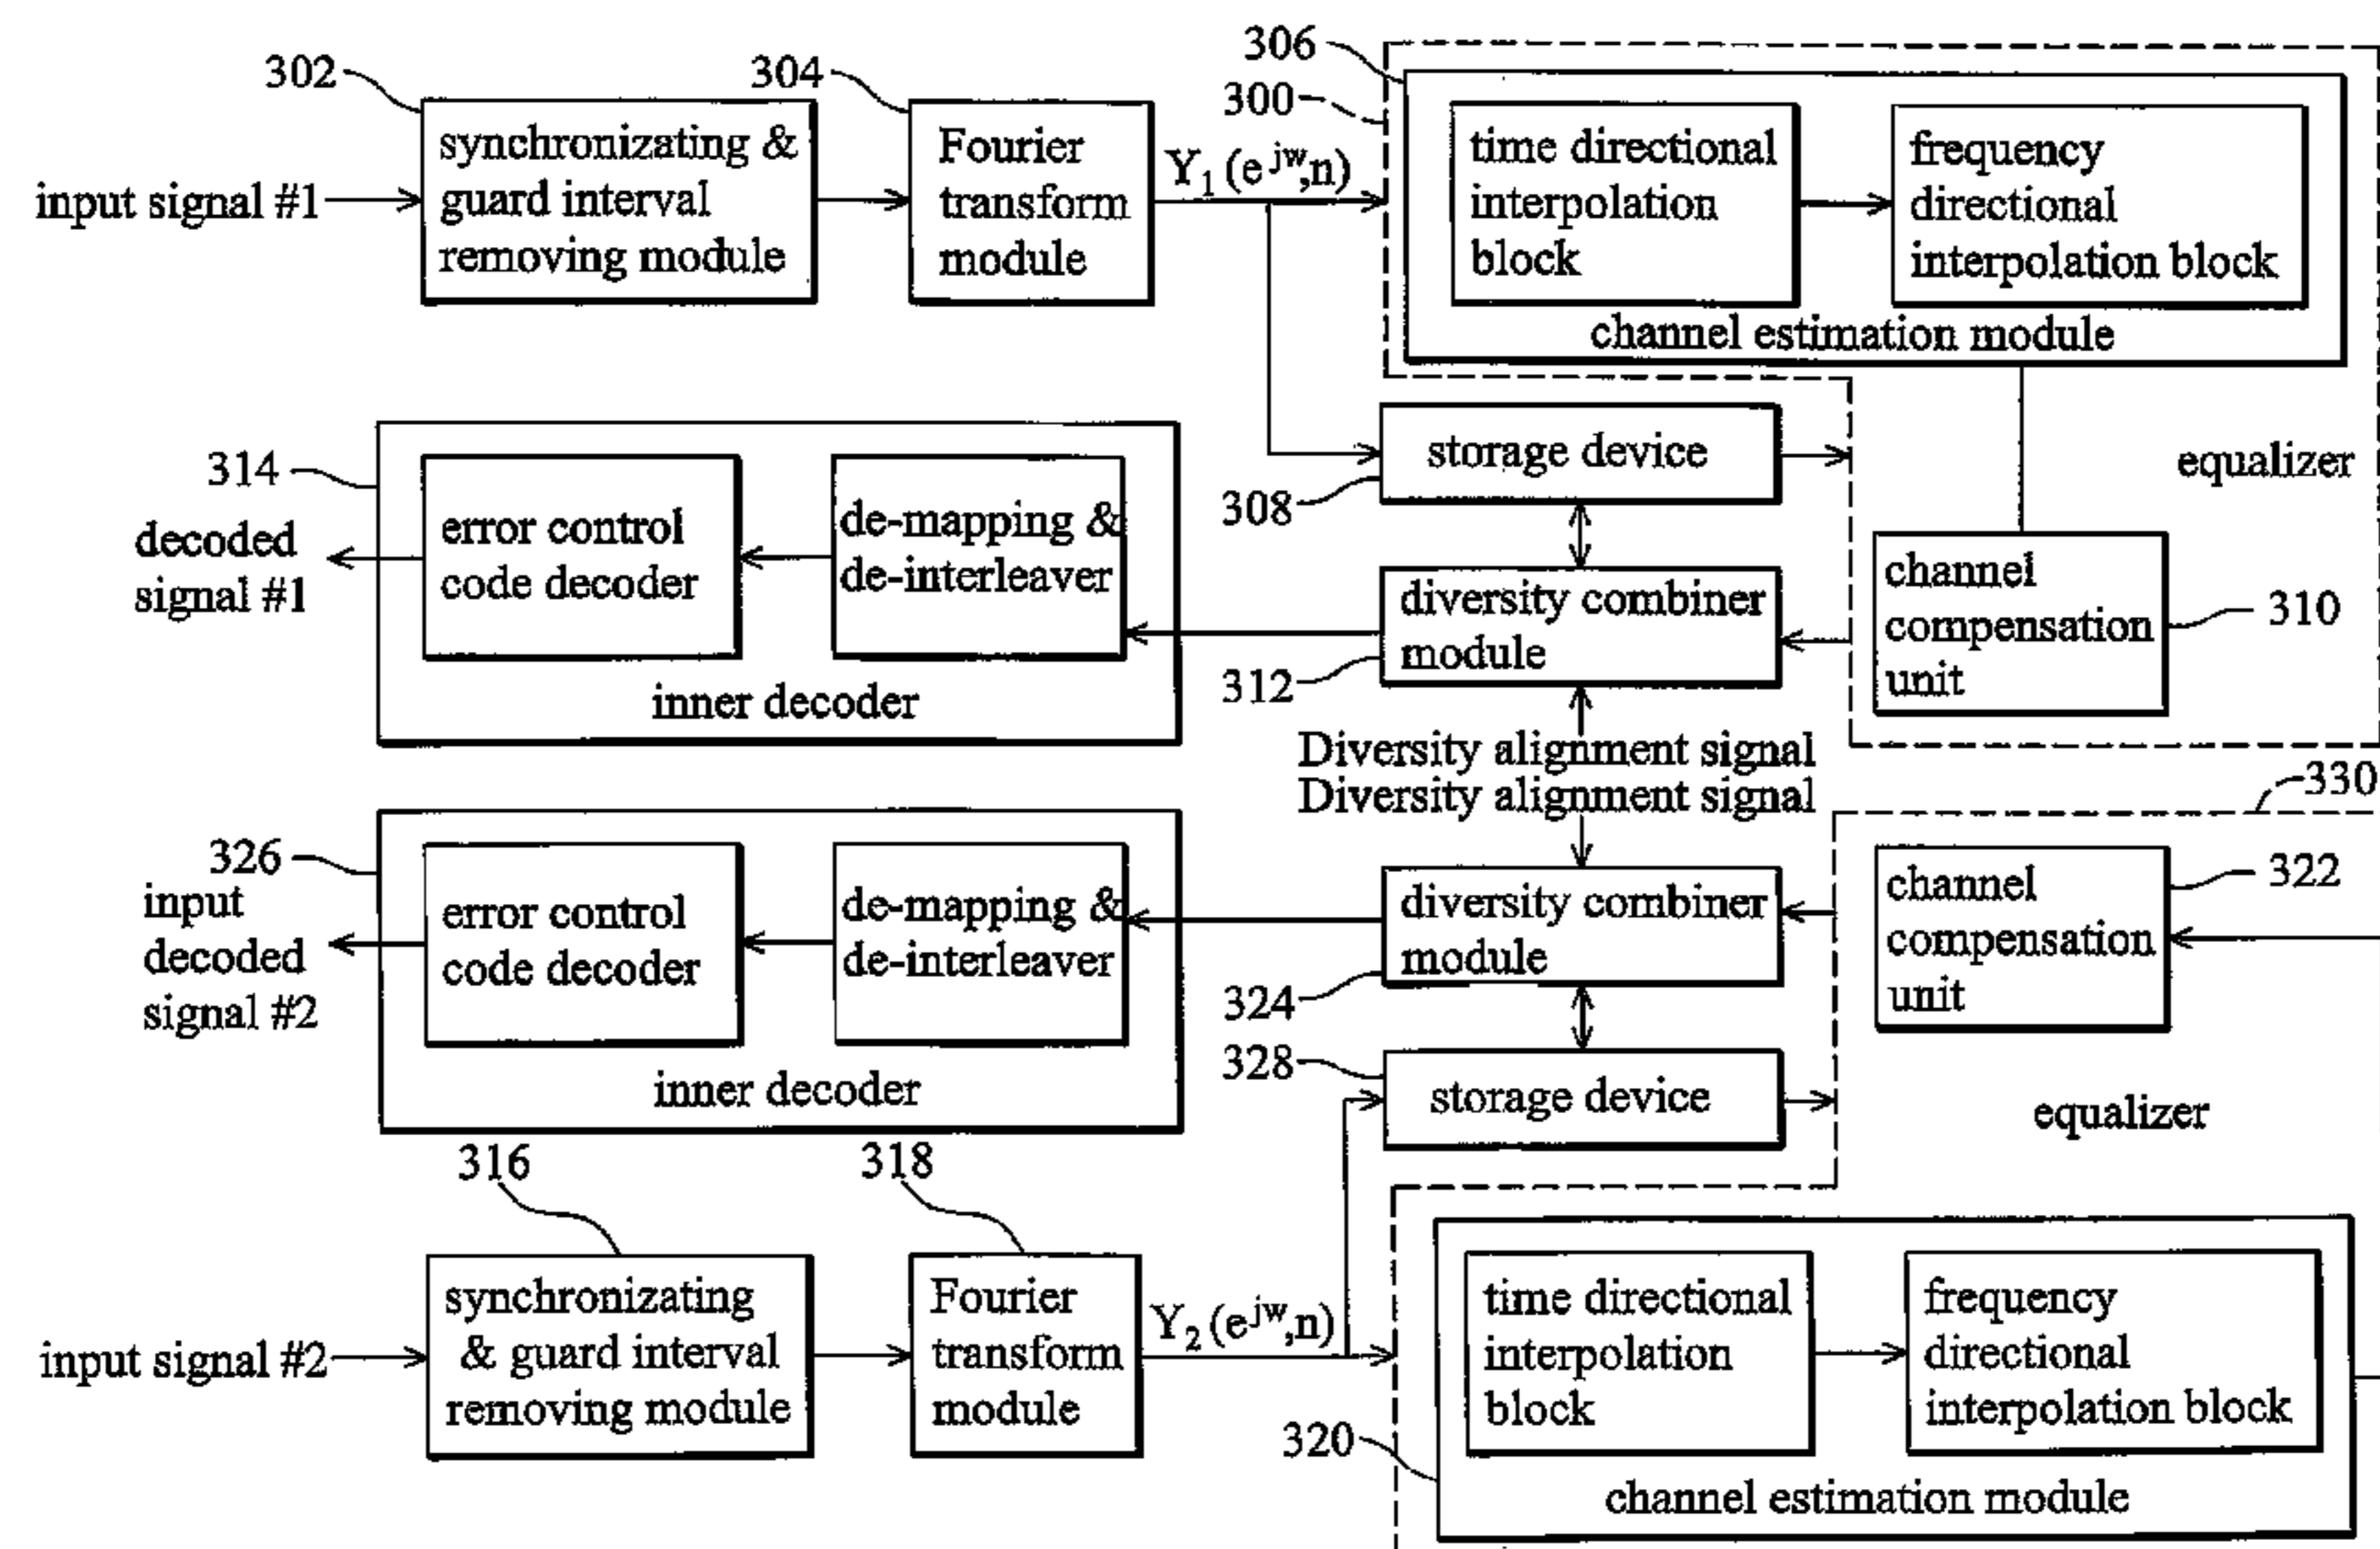 306
302
304
300
synchronizating &
guard interval
removing module
Fourier
transform
module
Y1 (e^jw,n)
time directional
interpolation
block
frequency
directional
interpolation block
input signal #1
channel estimation module
314
storage device
equalizer
308
error control
code decoder
de-mapping &
de-interleaver
decoded
signal #1
diversity combiner
module
channel
compensation
unit
310
312
inner decoder
Diversity alignment signal
Diversity alignment signal
330
326
input
decoded
signal #2
error control
code decoder
de-mapping &
de-interleaver
diversity combiner
module
channel
compensation
unit
322
324
328
inner decoder
storage device
equalizer
316
318
synchronizating
& guard interval
removing module
Fourier
transform
module
Y2 (e^jw,n)
time directional
interpolation
block
frequency
directional
interpolation block
input signal #2
320
channel estimation module